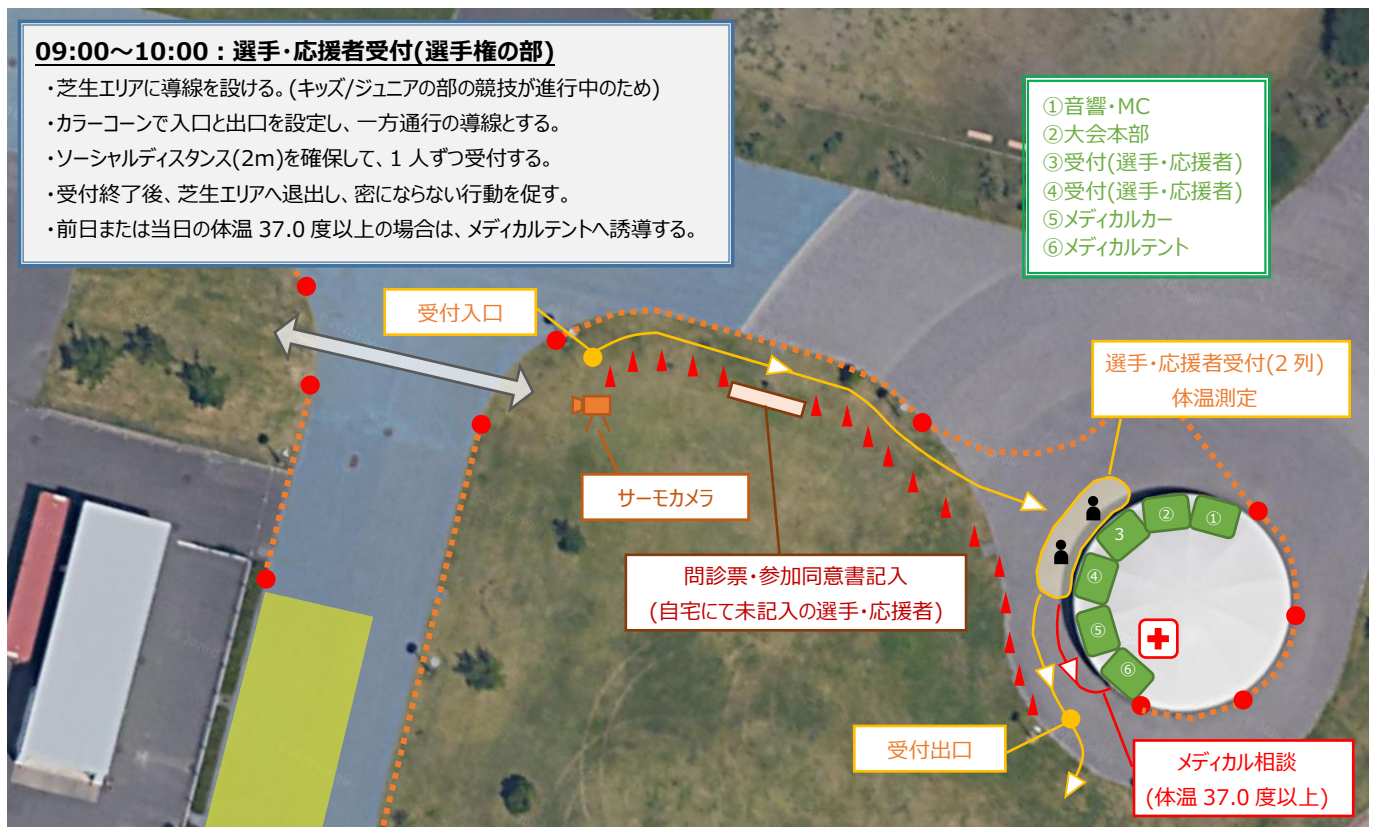 09:00～10:00：選手・応援者受付(選手権の部)
・芝生エリアに導線を設ける。(キッズ/ジュニアの部の競技が進行中のため)
・カラーコーンで入口と出口を設定し、一方通行の導線とする。
・ソーシャルディスタンス(2m)を確保して、1 人ずつ受付する。
・受付終了後、芝生エリアへ退出し、密にならない行動を促す。
・前日または当日の体温 37.0 度以上の場合は、メディカルテントへ誘導する。
①音響・MC
②大会本部
③受付(選手・応援者)
④受付(選手・応援者)
⑤メディカルカー
⑥メディカルテント
受付入口
選手・応援者受付(2 列)
体温測定
サーモカメラ
問診票・参加同意書記入
(自宅にて未記入の選手・応援者)
①
②
3
④
⑤
⑥
受付出口
メディカル相談
(体温 37.0 度以上)